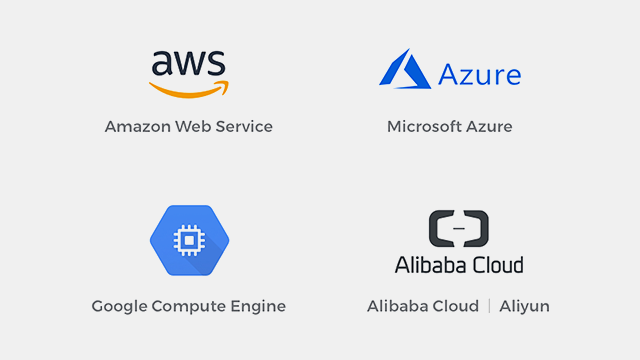 aws
Azure
Amazon Web Service
Microsoft Azure
Alibaba Cloud
Google Compute Engine
Alibaba Cloud | Aliyun